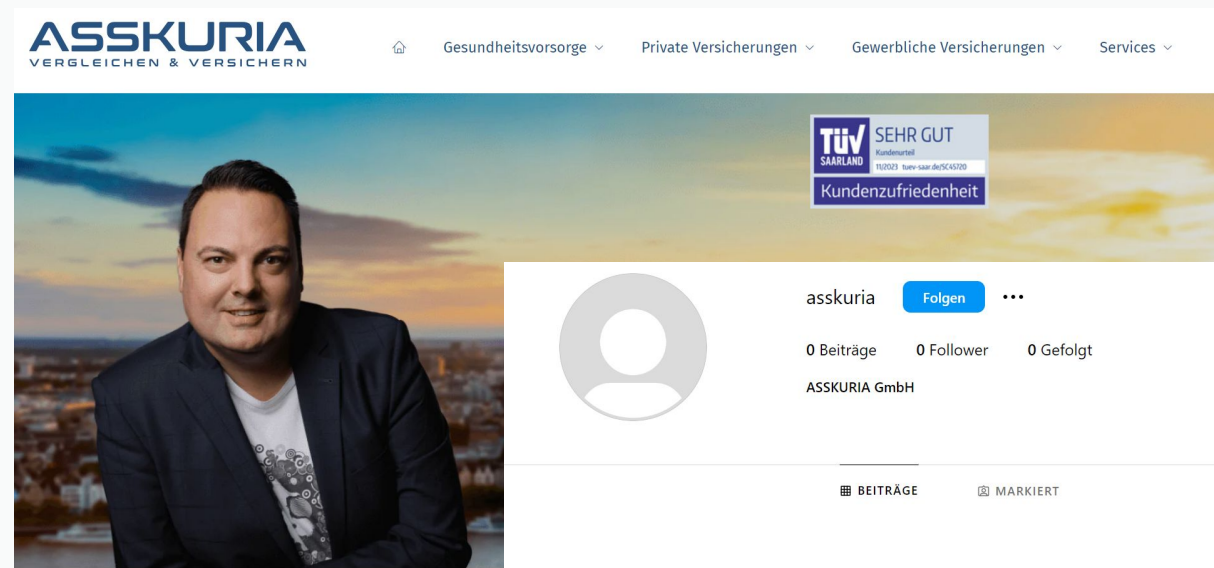 ASSKURIA
VERGLEICHEN & VERSICHERN
Gesundheitsvorsorge
Private Versicherungen
Gewerbliche Versicherungen
Services
TÜV
SAARLAND
SEHR GUT
Kundenurteil
11/2023 tuev-saar.de/SC45720
Kundenzufriedenheit
asskuria
Folgen
0 Beiträge
0 Follower
0 Gefolgt
ASSKURIA GmbH
BEITRÄGE
MARKIERT